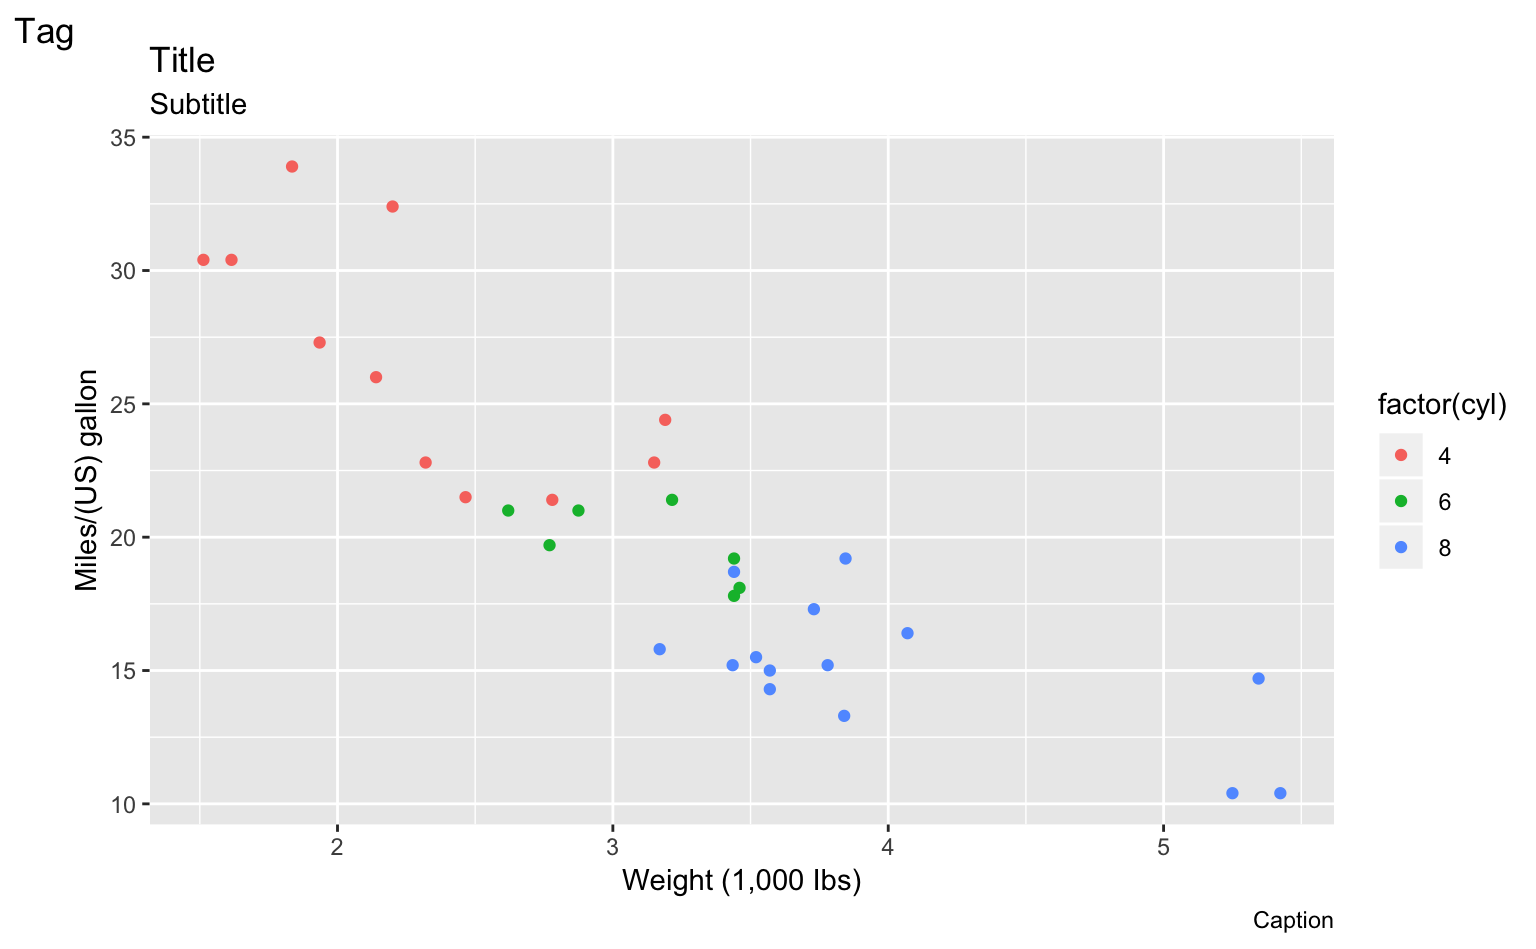 Tag
Title
Subtitle
35
30
25
20
15
10
Miles/(US) gallon
2 3 4 5
Weight (1,000 lbs)
factor(cyl)
4
6
8
Caption